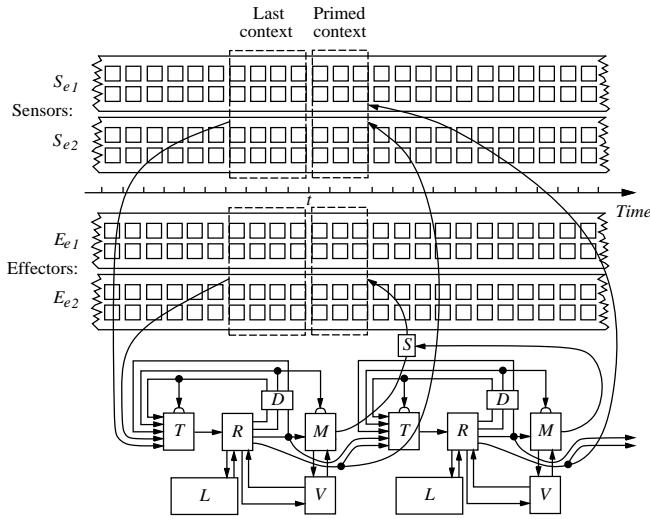 Last context
Primed context
S_{e1}
Sensors:
S_{e2}
t
Time
E_{e1}
Effectors:
E_{e2}
S
D
D
T
R
M
T
R
M
L
V
L
V